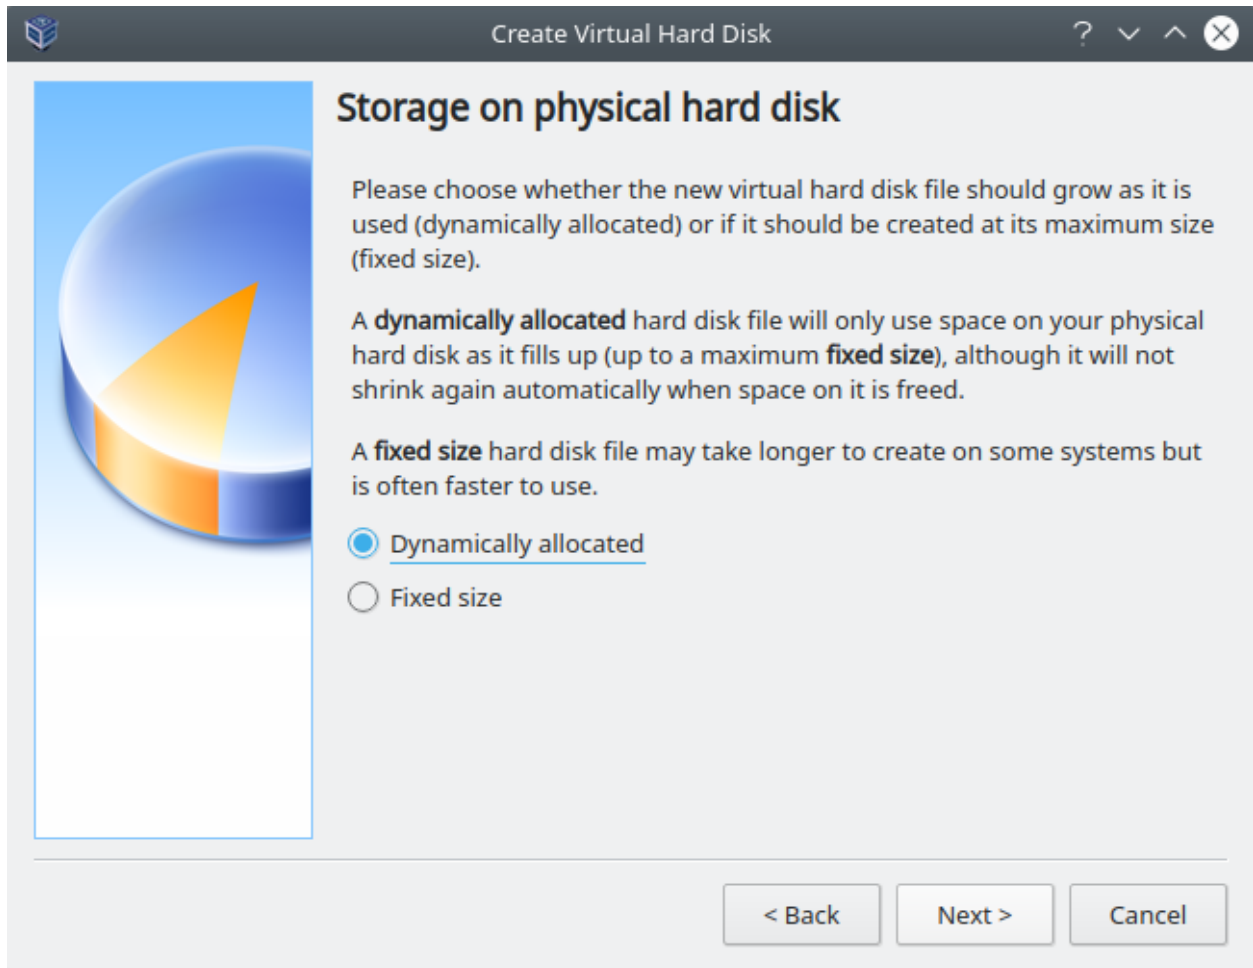 Create Virtual Hard Disk
?
Storage on physical hard disk
Please choose whether the new virtual hard disk file should grow as it is
used (dynamically allocated) or if it should be created at its maximum size
(fixed size).
A dynamically allocated hard disk file will only use space on your physical
hard disk as it fills up (up to a maximum fixed size), although it will not
shrink again automatically when space on it is freed.
A fixed size hard disk file may take longer to create on some systems but
is often faster to use.
Dynamically allocated
Fixed size
< Back
Next >
Cancel